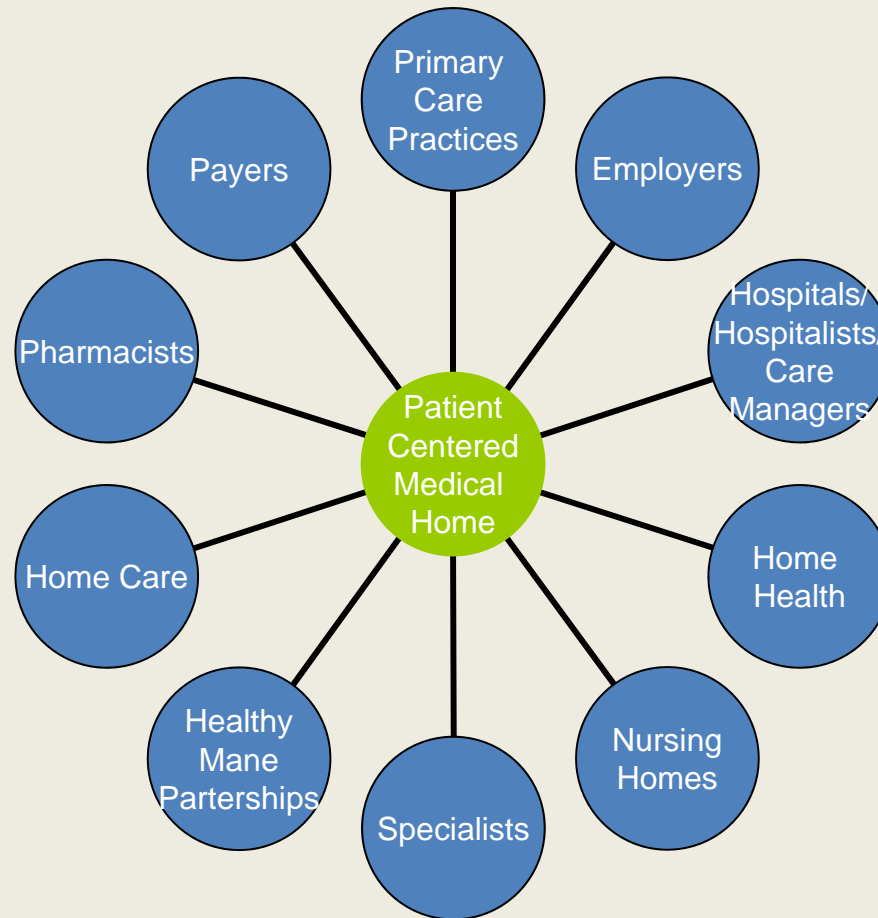 Primary
Care
Practices
Employers
Hospitals/
Hospitalists/
Care
Managers
Home
Health
Nursing
Homes
Specialists
Healthy
Mane
Parterships
Home Care
Pharmacists
Payers
Patient
Centered
Medical
Home